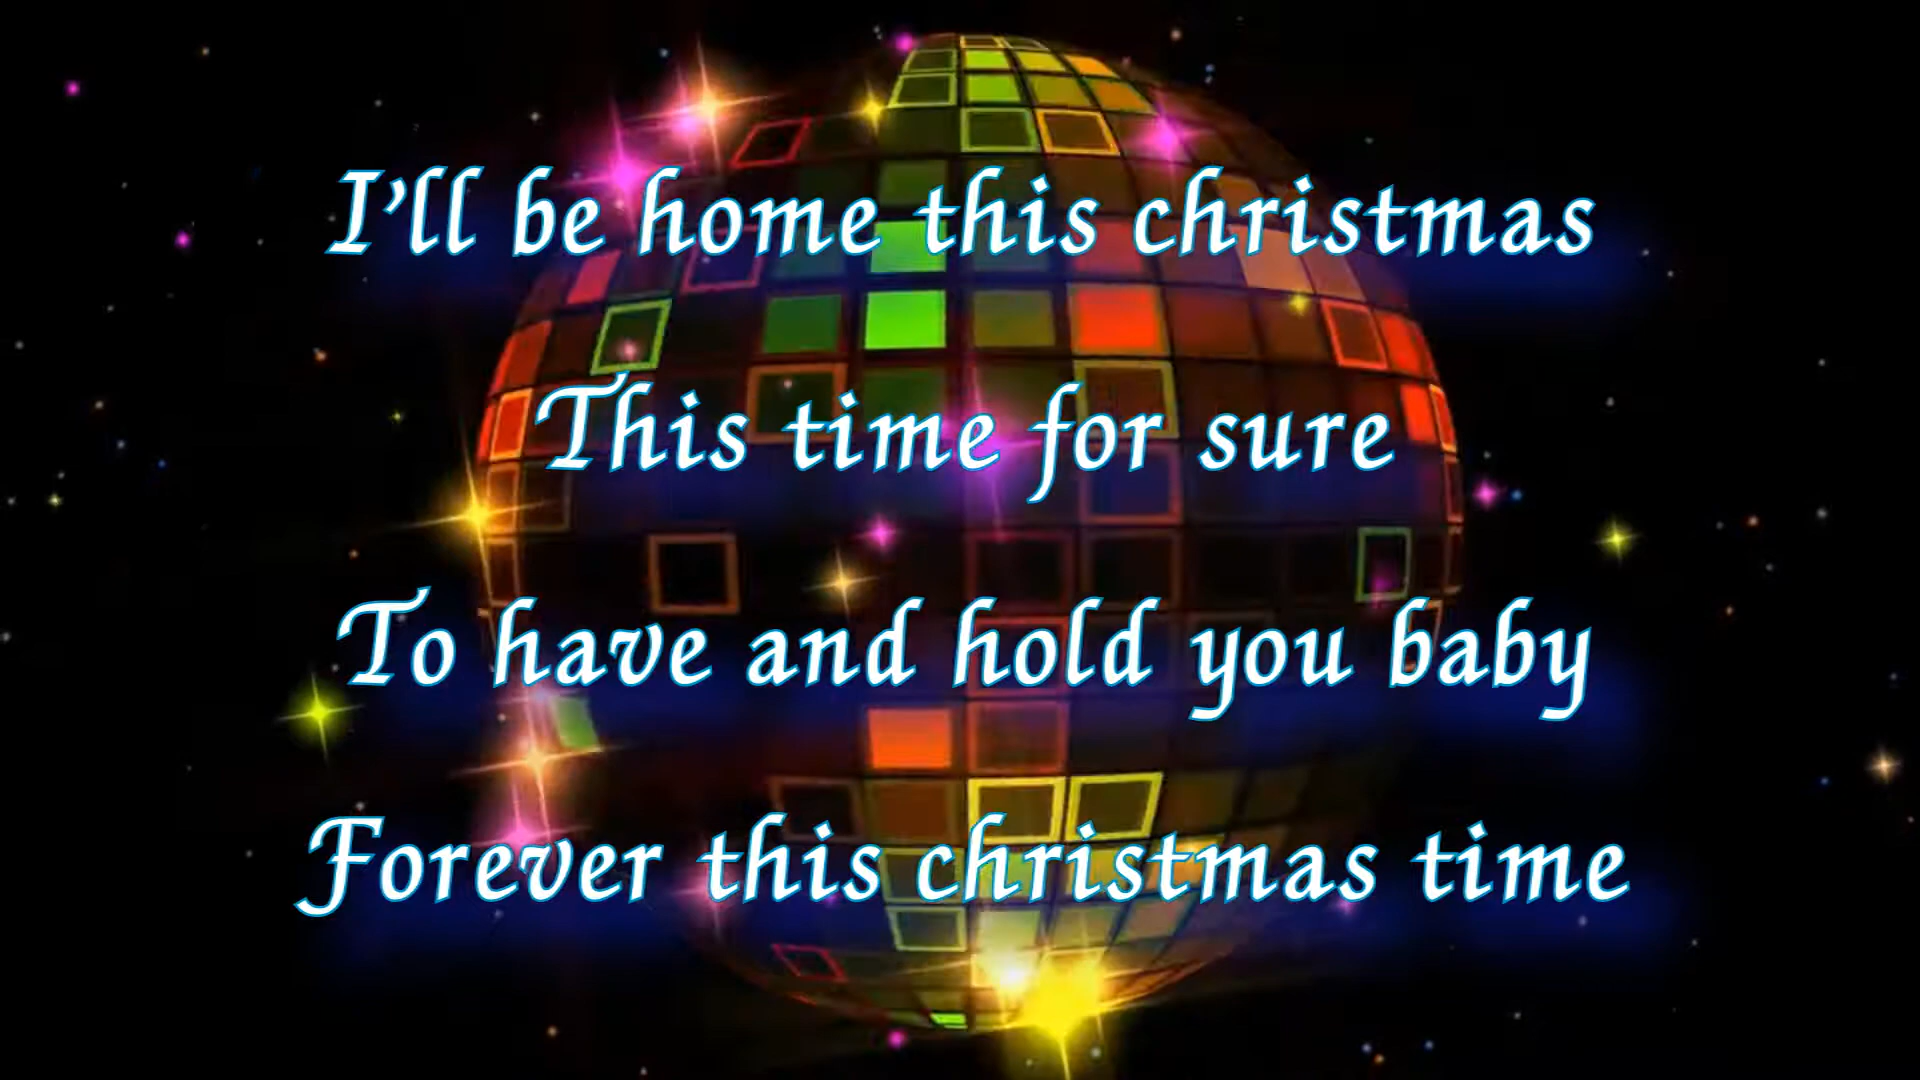 I'll be home this christmas
This time for sure
To have and hold you baby
Forever this christmas time